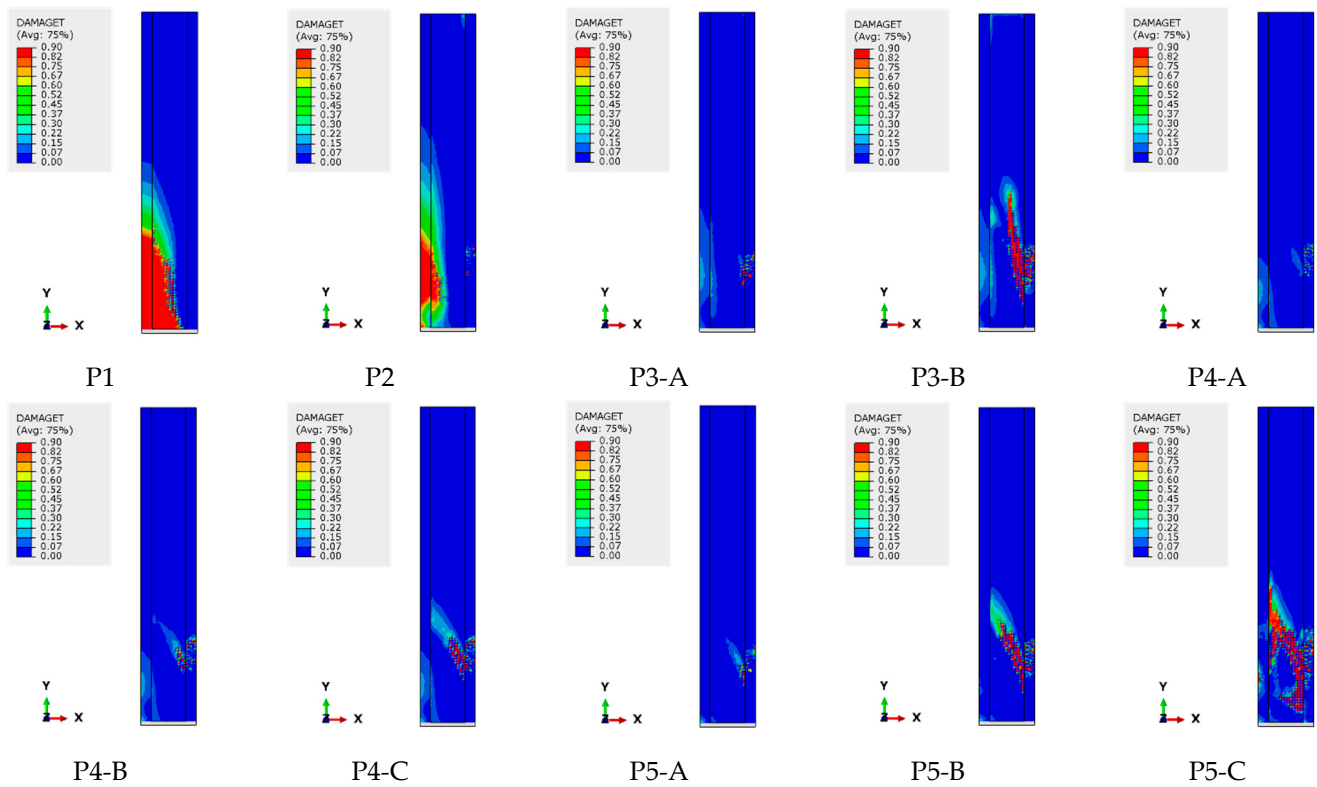 DAMAGET
(Avg: 75%)
0.90
0.82
0.75
0.67
0.60
0.52
0.45
0.37
0.30
0.22
0.15
0.07
0.00
Y
Z X
P1
DAMAGET
(Avg: 75%)
0.90
0.82
0.75
0.67
0.60
0.52
0.45
0.37
0.30
0.22
0.15
0.07
0.00
Y
Z X
P2
DAMAGET
(Avg: 75%)
0.90
0.82
0.75
0.67
0.60
0.52
0.45
0.37
0.30
0.22
0.15
0.07
0.00
Y
Z X
P3-A
DAMAGET
(Avg: 75%)
0.90
0.82
0.75
0.67
0.60
0.52
0.45
0.37
0.30
0.22
0.15
0.07
0.00
Y
Z X
P3-B
DAMAGET
(Avg: 75%)
0.90
0.82
0.75
0.67
0.60
0.52
0.45
0.37
0.30
0.22
0.15
0.07
0.00
Y
Z X
P4-A
DAMAGET
(Avg: 75%)
0.90
0.82
0.75
0.67
0.60
0.52
0.45
0.37
0.30
0.22
0.15
0.07
0.00
Y
Z X
P4-B
DAMAGET
(Avg: 75%)
0.90
0.82
0.75
0.67
0.60
0.52
0.45
0.37
0.30
0.22
0.15
0.07
0.00
Y
Z X
P4-C
DAMAGET
(Avg: 75%)
0.90
0.82
0.75
0.67
0.60
0.52
0.45
0.37
0.30
0.22
0.15
0.07
0.00
Y
Z X
P5-A
DAMAGET
(Avg: 75%)
0.90
0.82
0.75
0.67
0.60
0.52
0.45
0.37
0.30
0.22
0.15
0.07
0.00
Y
Z X
P5-B
DAMAGET
(Avg: 75%)
0.90
0.82
0.75
0.67
0.60
0.52
0.45
0.37
0.30
0.22
0.15
0.07
0.00
Y
Z X
P5-C